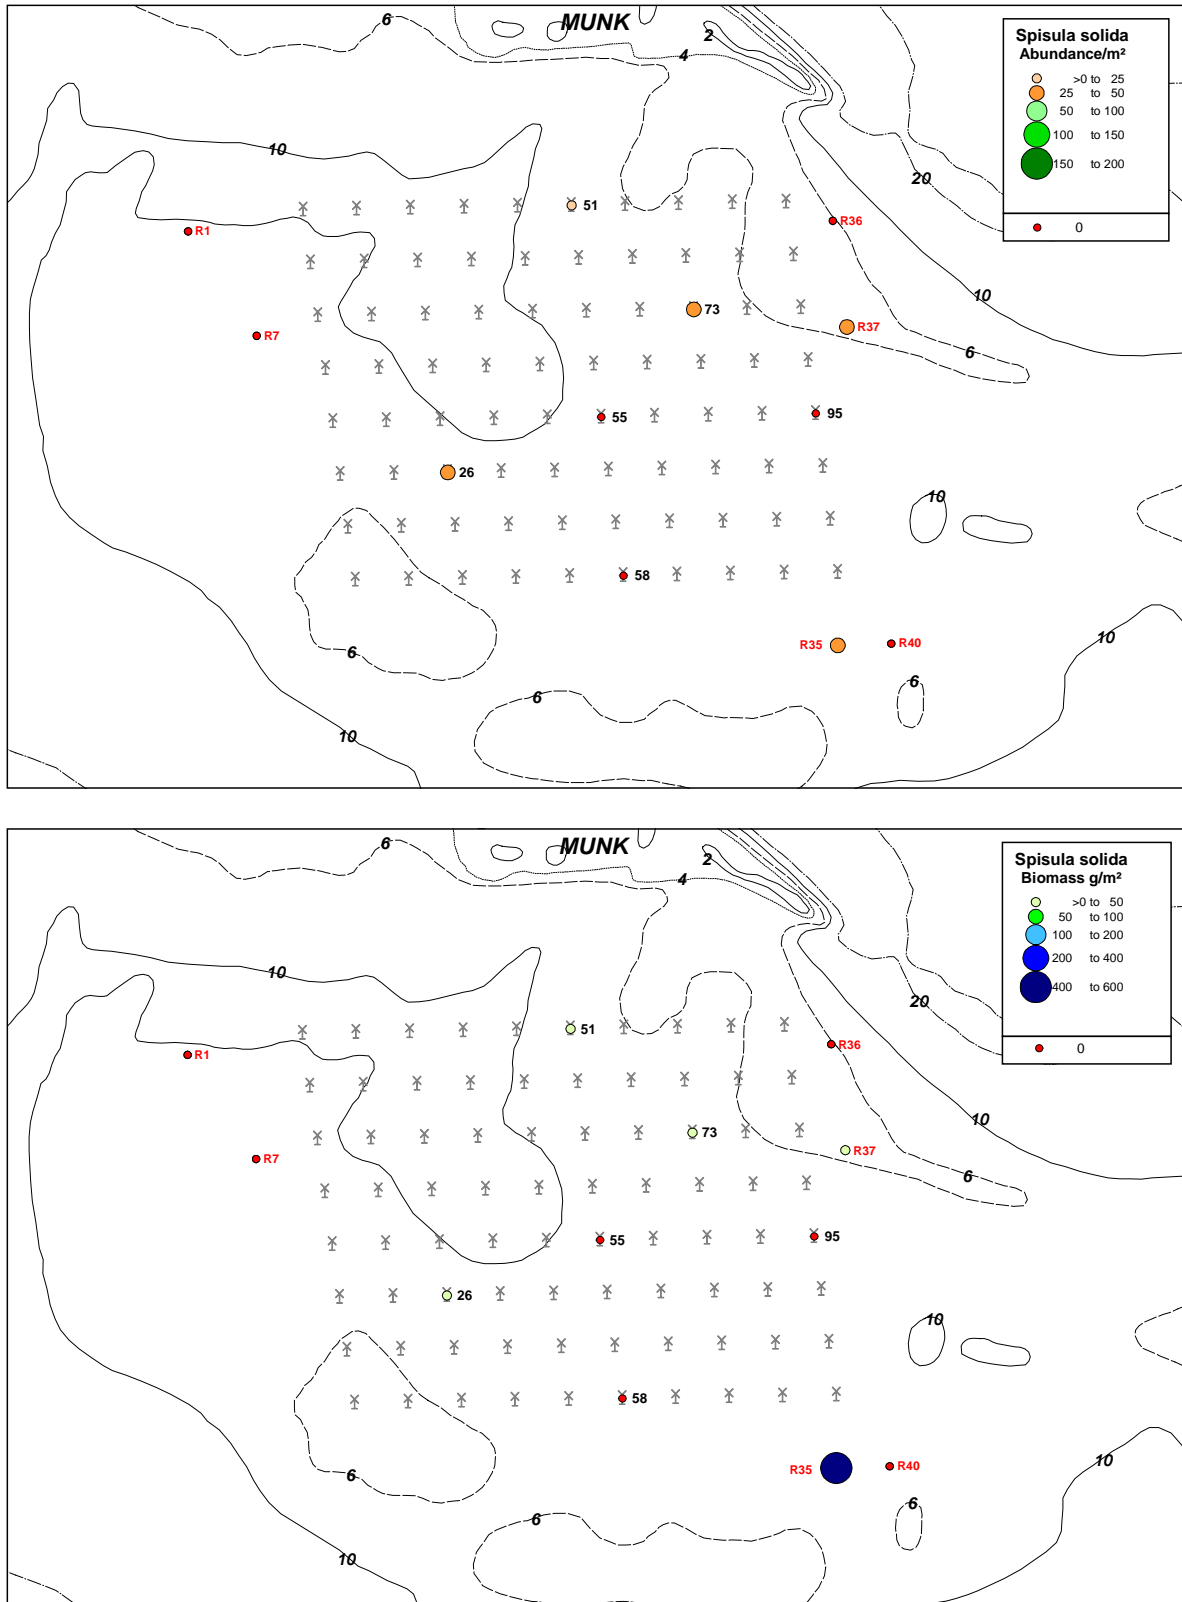 6
MUNK
2
4
Spisula solida
Abundance/m²
>0 to 25
25 to 50
50 to 100
100 to 150
150 to 200
0
10
20
51
R1
R36
10
73
R37
R7
6
55
95
26
10
58
R35
R40
10
6
6
6
10
6
MUNK
2
4
Spisula solida
Biomass g/m²
>0 to 50
50 to 100
100 to 200
200 to 400
400 to 600
0
10
20
51
R1
R36
10
73
R37
R7
6
55
95
26
10
58
R35
R40
10
6
6
6
10